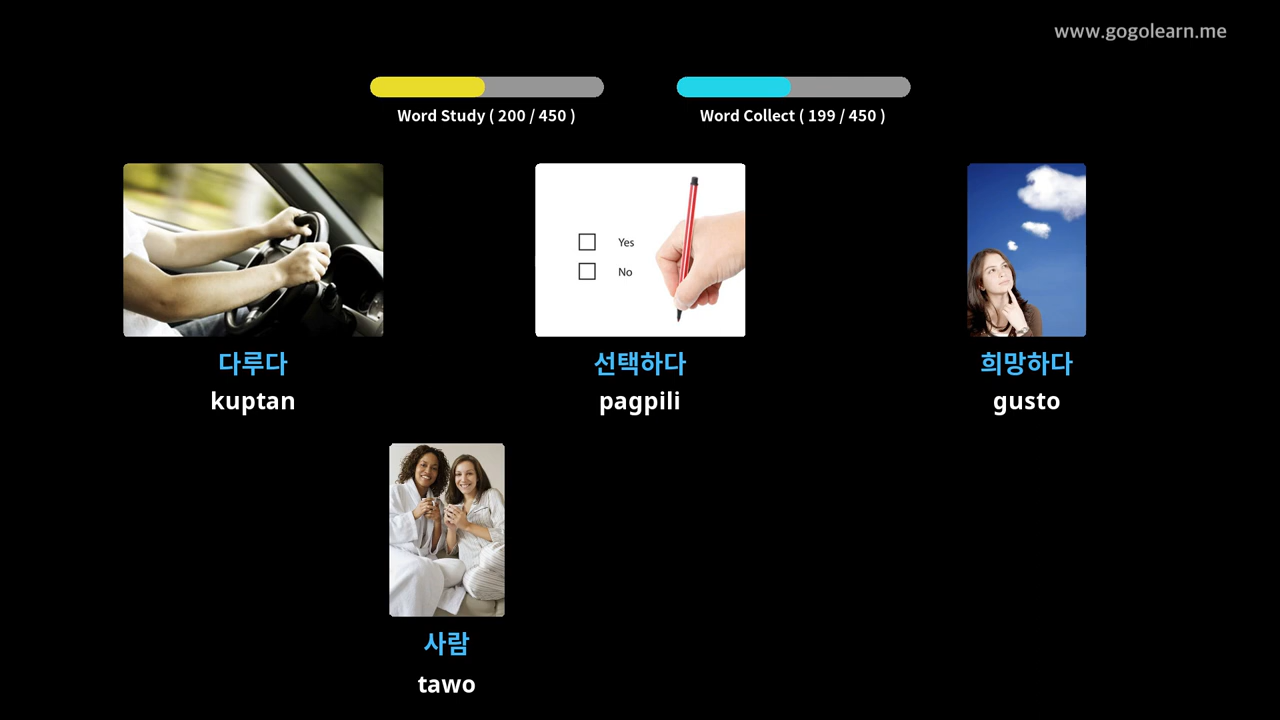 www.gogolearn.me
Word Study ( 200 / 450 )
Word Collect ( 199 / 450 )
Yes
No
다루다
kuptan
선택하다
pagpili
희망하다
gusto
사람
tawo